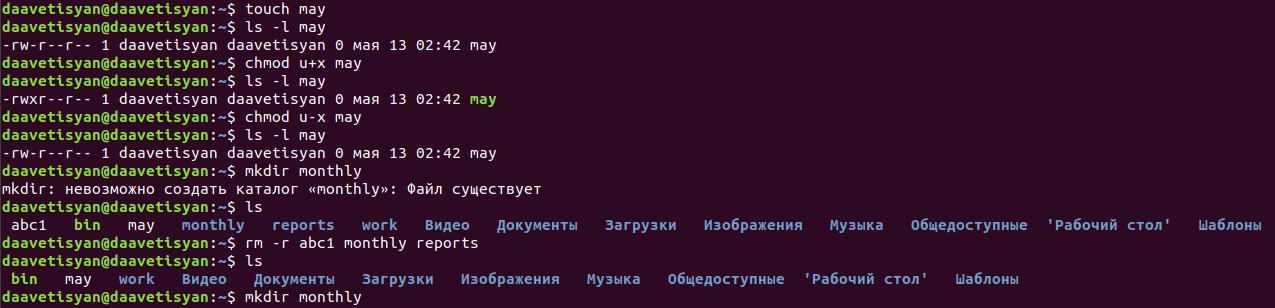 daavetisyan@daavetisyan:~$ touch may
daavetisyan@daavetisyan:~$ ls -l may
-rw-r--r-- 1 daavetisyan daavetisyan 0 мая 13 02:42 may
daavetisyan@daavetisyan:~$ chmod u+x may
daavetisyan@daavetisyan:~$ ls -l may
-rwxr--r-- 1 daavetisyan daavetisyan 0 мая 13 02:42 may
daavetisyan@daavetisyan:~$ chmod u-x may
daavetisyan@daavetisyan:~$ ls -l may
-rw-r--r-- 1 daavetisyan daavetisyan 0 мая 13 02:42 may
daavetisyan@daavetisyan:~$ mkdir monthly
mkdir: невозможно создать каталог «monthly»: Файл существует
daavetisyan@daavetisyan:~$ ls
abc1 bin may monthly reports work Видео Документы Загрузки Изображения Музыка Общедоступные 'Рабочий стол' Шаблоны
daavetisyan@daavetisyan:~$ rm -r abc1 monthly reports
daavetisyan@daavetisyan:~$ ls
bin may work Видео Документы Загрузки Изображения Музыка Общедоступные 'Рабочий стол' Шаблоны
daavetisyan@daavetisyan:~$ mkdir monthly